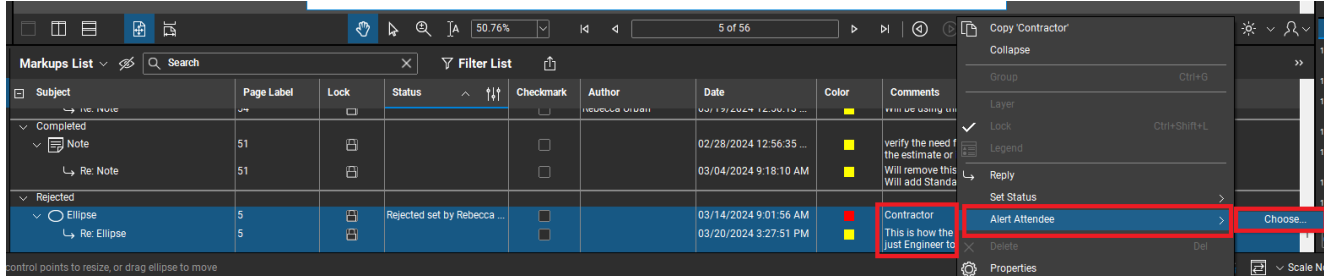 50.76%
5 of 56
Copy 'Contractor'
Collapse
Markups List
Search
Filter List
Group Ctrl+G
Subject Page Label Lock Status Checkmark Author Date Color Comments
Layer
Re: Note
Completed
Lock Ctrl+Shift+L
Note 51 02/28/2024 12:56:35 ... verify the need f
the estimate or
Legend
Re: Note 51 03/04/2024 9:18:10 AM Will remove this
Will add Standa
Reply
Rejected
Set Status
Ellipse 5 Rejected set by Rebecca ... 03/14/2024 9:01:56 AM Contractor
Alert Attendee Choose...
Re: Ellipse 5 03/20/2024 3:27:51 PM This is how the
just Engineer to
Delete Del
control points to resize, or drag ellipse to move
Properties
Scale